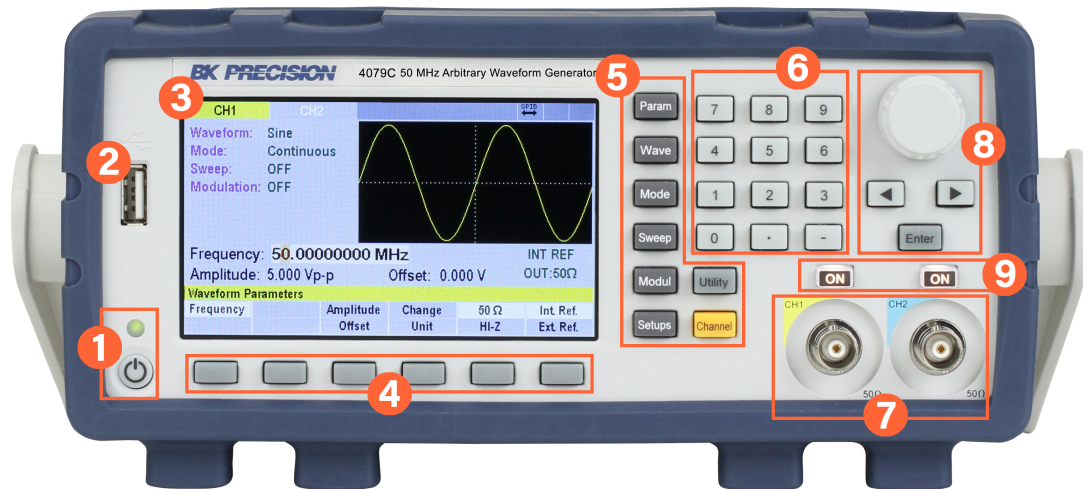 BK PRECISION 4079C 50 MHz Arbitrary Waveform Generator
5
6
3
CH1 CH2 GPIB
Waveform: Sine
Mode: Continuous
Sweep: OFF
Modulation: OFF
Frequency: 50.00000000 MHz INT REF
Amplitude: 5.000 Vp-p Offset: 0.000 V OUT:50Ω
Waveform Parameters
Frequency Amplitude Change 50 Ω Int. Ref.
Offset Unit HI-Z Ext. Ref.
2
1
4
Param
Wave
Mode
Sweep
Modul Utility
Setups Channel
7 8 9
4 5 6
1 2 3
0 . -
8
Enter
9
ON ON
CH1 CH2
50Ω 50Ω
7